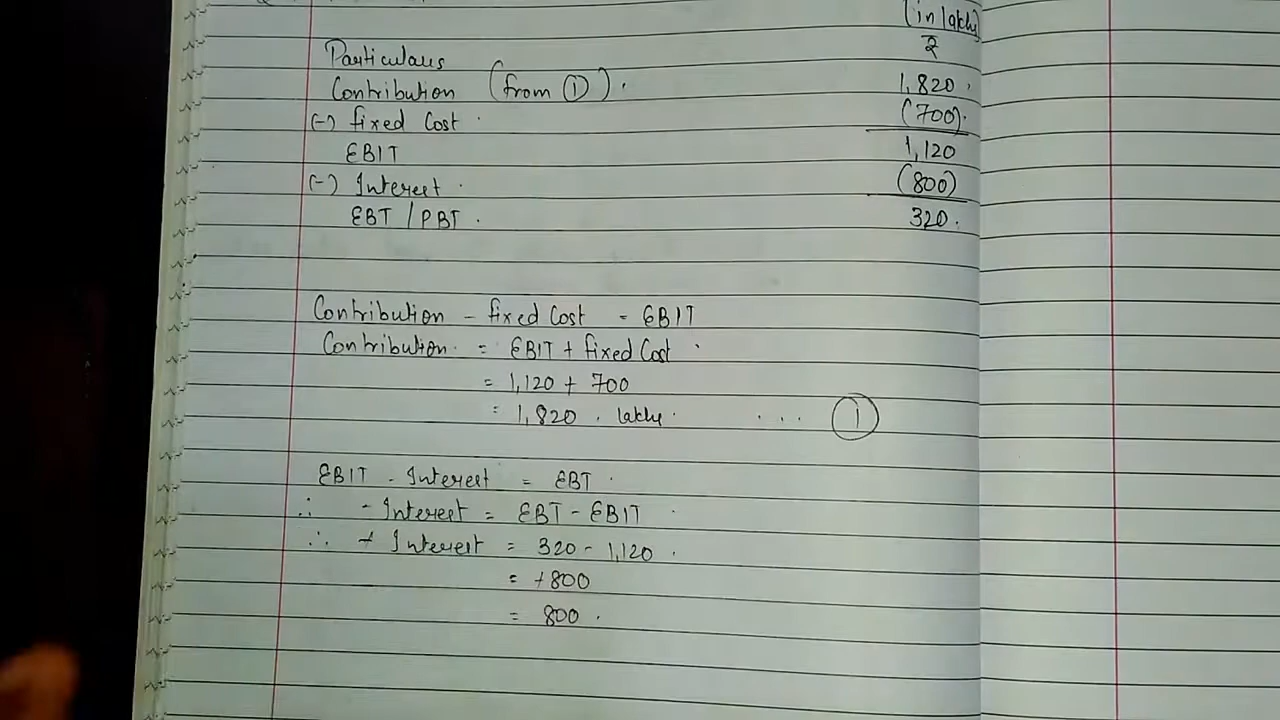 (in lakhs)
₹
Particulars
Contribution (from ①). 1,820.
(-) fixed Cost. (700).
EBIT 1,120
(-) Interest. (800)
EBT / PBT. 320.
Contribution - fixed Cost = EBIT
Contribution. = EBIT + fixed Cost.
= 1,120 + 700
= 1,820. lakhs. ... ①
EBIT - Interest = EBT.
∴ - Interest = EBT - EBIT.
∴ + Interest = 320 - 1,120.
= +800
= 800.